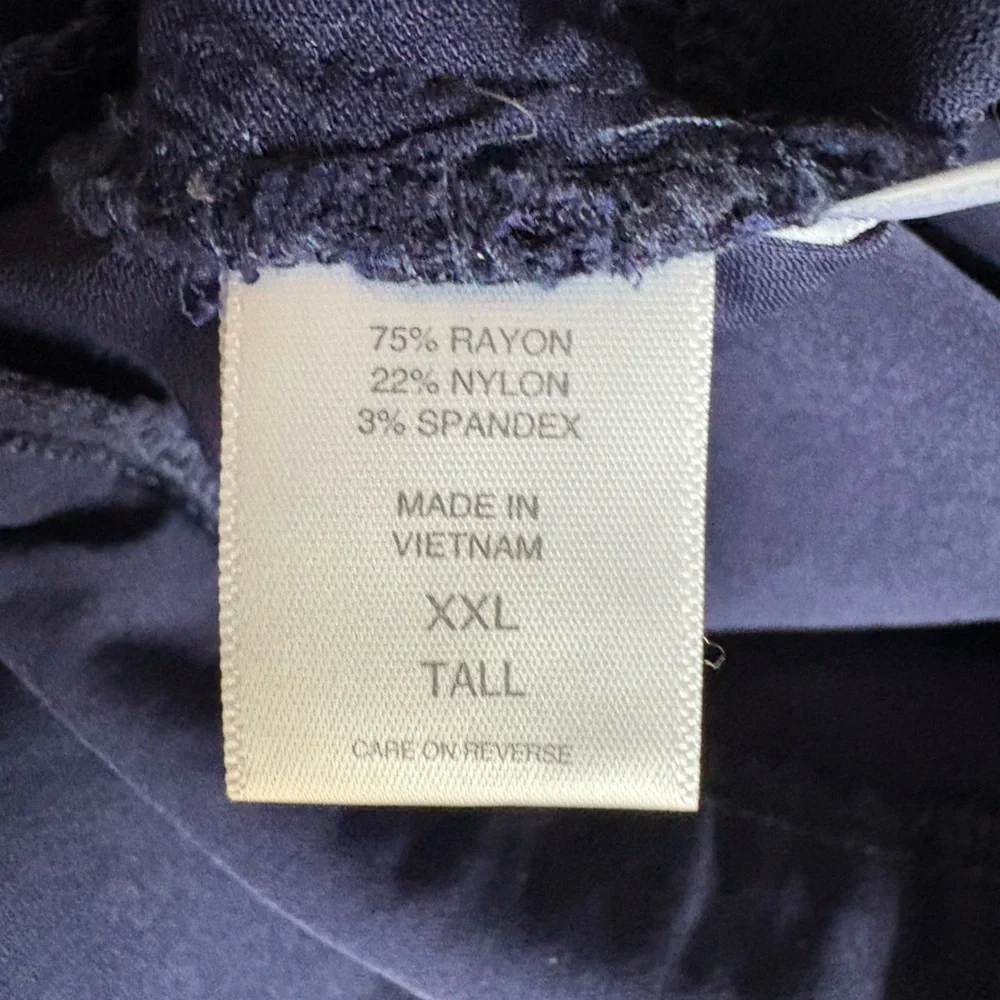 75% RAYON
22% NYLON
3% SPANDEX
MADE IN
VIETNAM
XXL
TALL
CARE ON REVERSE